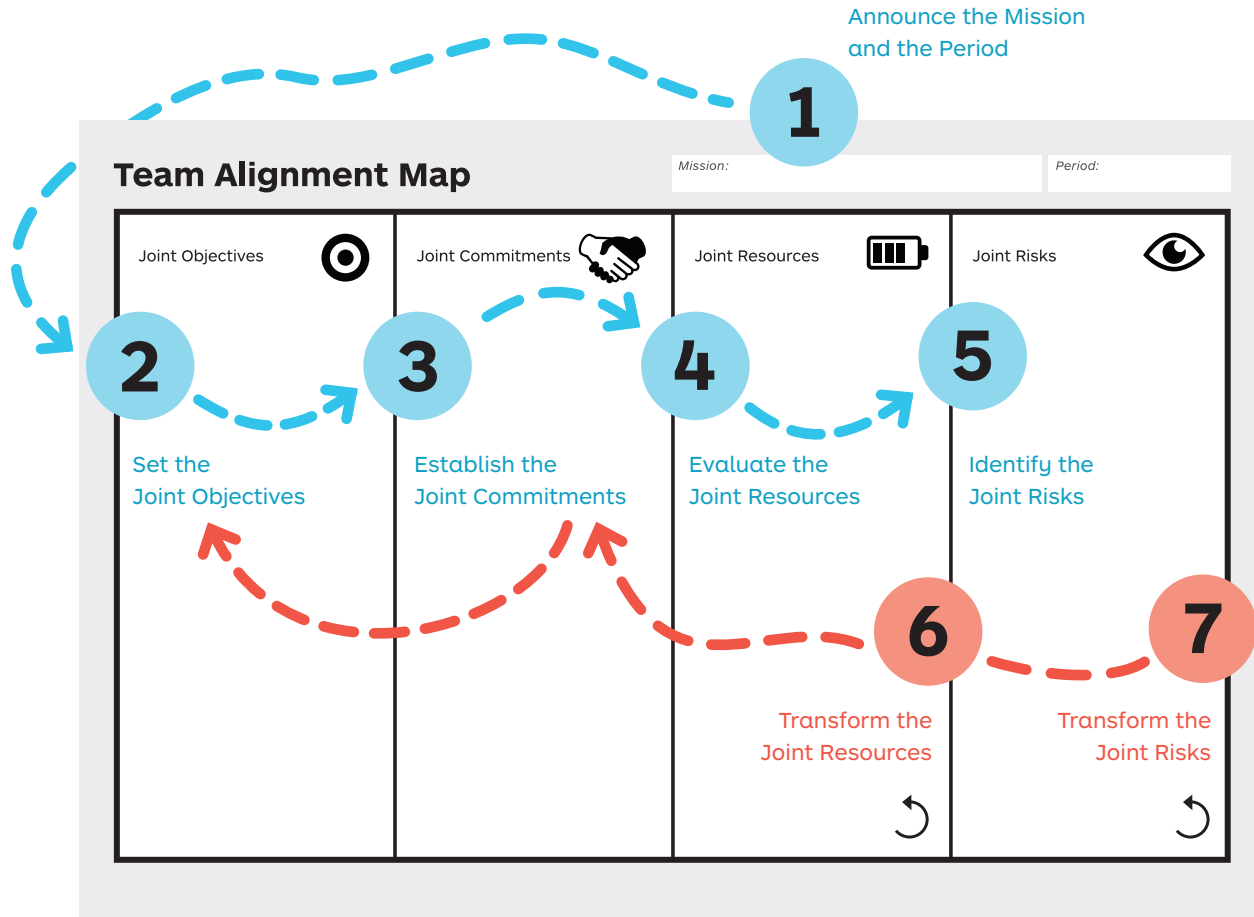 Announce the Mission
and the Period
1
Team Alignment Map
Mission:
Period:
Joint Objectives
Joint Commitments
Joint Resources
Joint Risks
2
3
4
5
Set the
Joint Objectives
Establish the
Joint Commitments
Evaluate the
Joint Resources
Identify the
Joint Risks
6
7
Transform the
Joint Resources
Transform the
Joint Risks